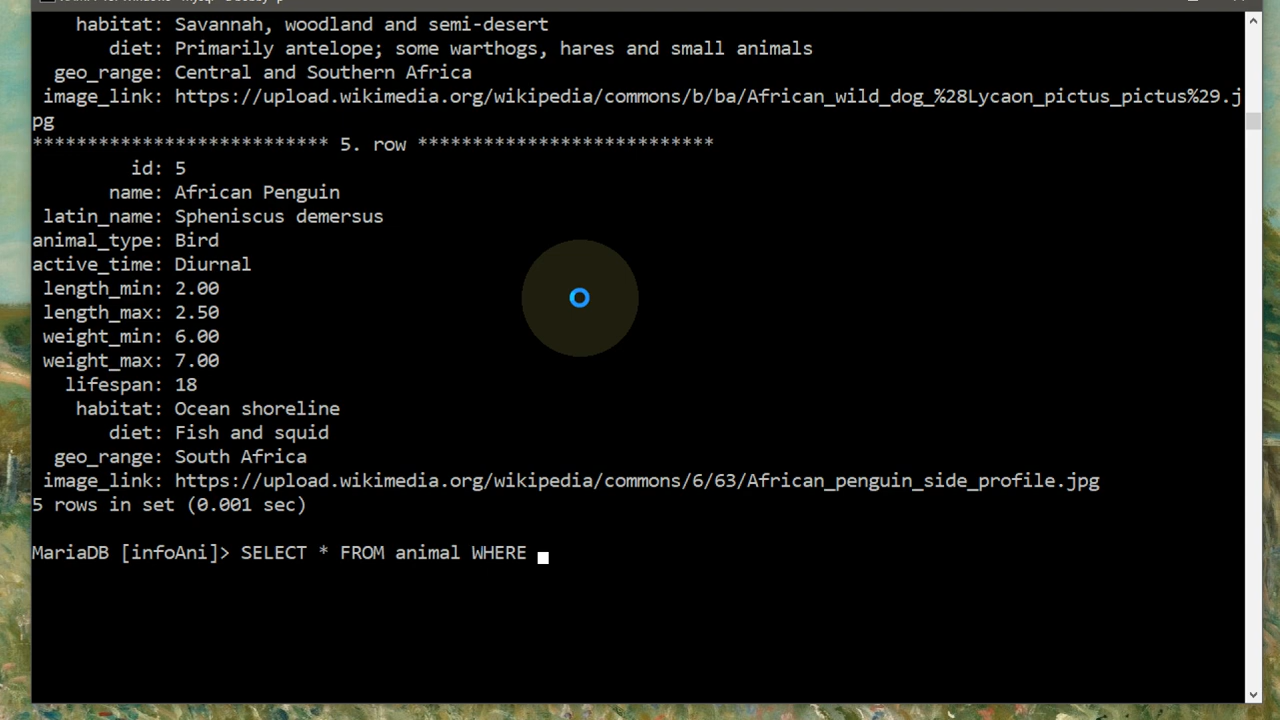 habitat: Savannah, woodland and semi-desert
diet: Primarily antelope; some warthogs, hares and small animals
geo_range: Central and Southern Africa
image_link: https://upload.wikimedia.org/wikipedia/commons/b/ba/African_wild_dog_%28Lycaon_pictus_pictus%29.j
pg
*************************** 5. row ***************************
id: 5
name: African Penguin
latin_name: Spheniscus demersus
animal_type: Bird
active_time: Diurnal
length_min: 2.00
length_max: 2.50
weight_min: 6.00
weight_max: 7.00
lifespan: 18
habitat: Ocean shoreline
diet: Fish and squid
geo_range: South Africa
image_link: https://upload.wikimedia.org/wikipedia/commons/6/63/African_penguin_side_profile.jpg
5 rows in set (0.001 sec)
MariaDB [infoAni]> SELECT * FROM animal WHERE